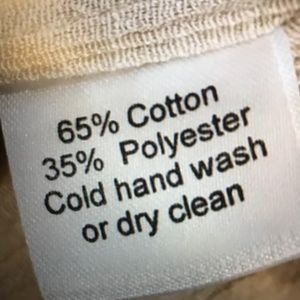 65% Cotton
35% Polyester
Cold hand wash
or dry clean